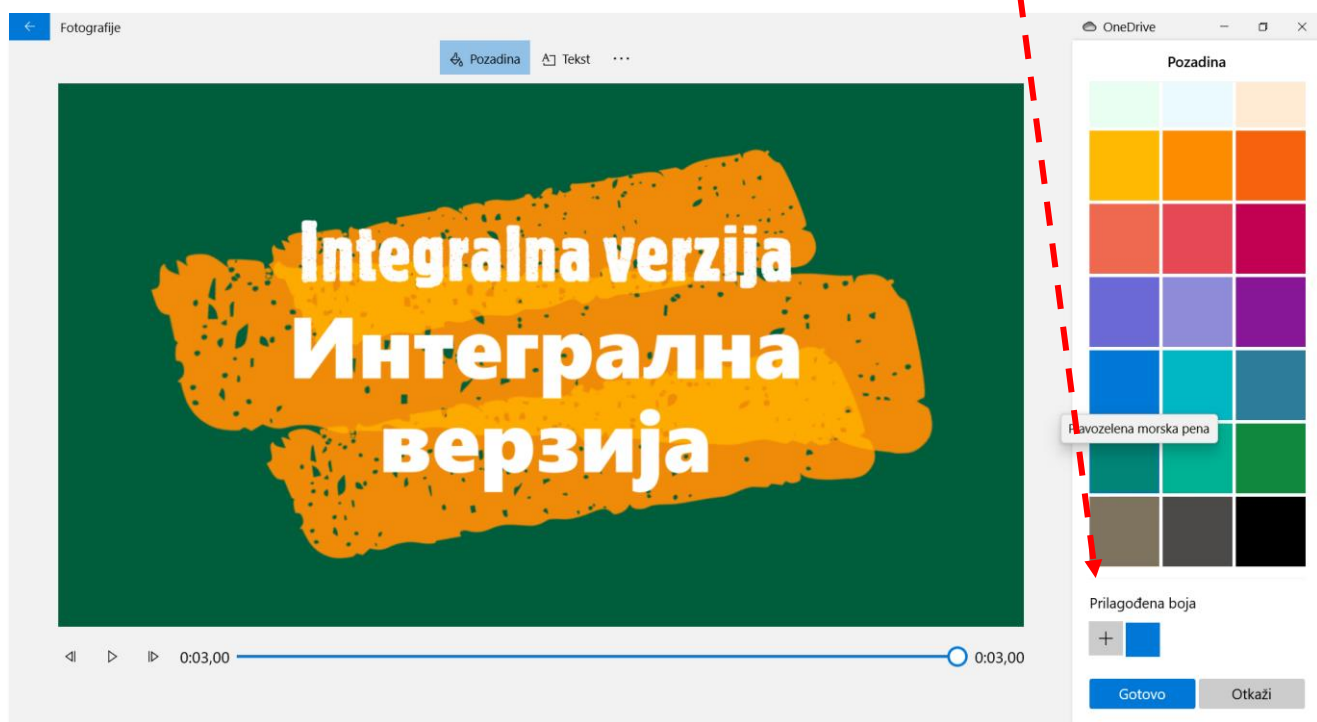 Fotografije
OneDrive
Pozadina
Tekst
Pozadina
Integralna verzija
Интегрална
верзија
Plavozelena morska pena
Prilagođena boja
0:03,00
0:03,00
Gotovo
Otkaži